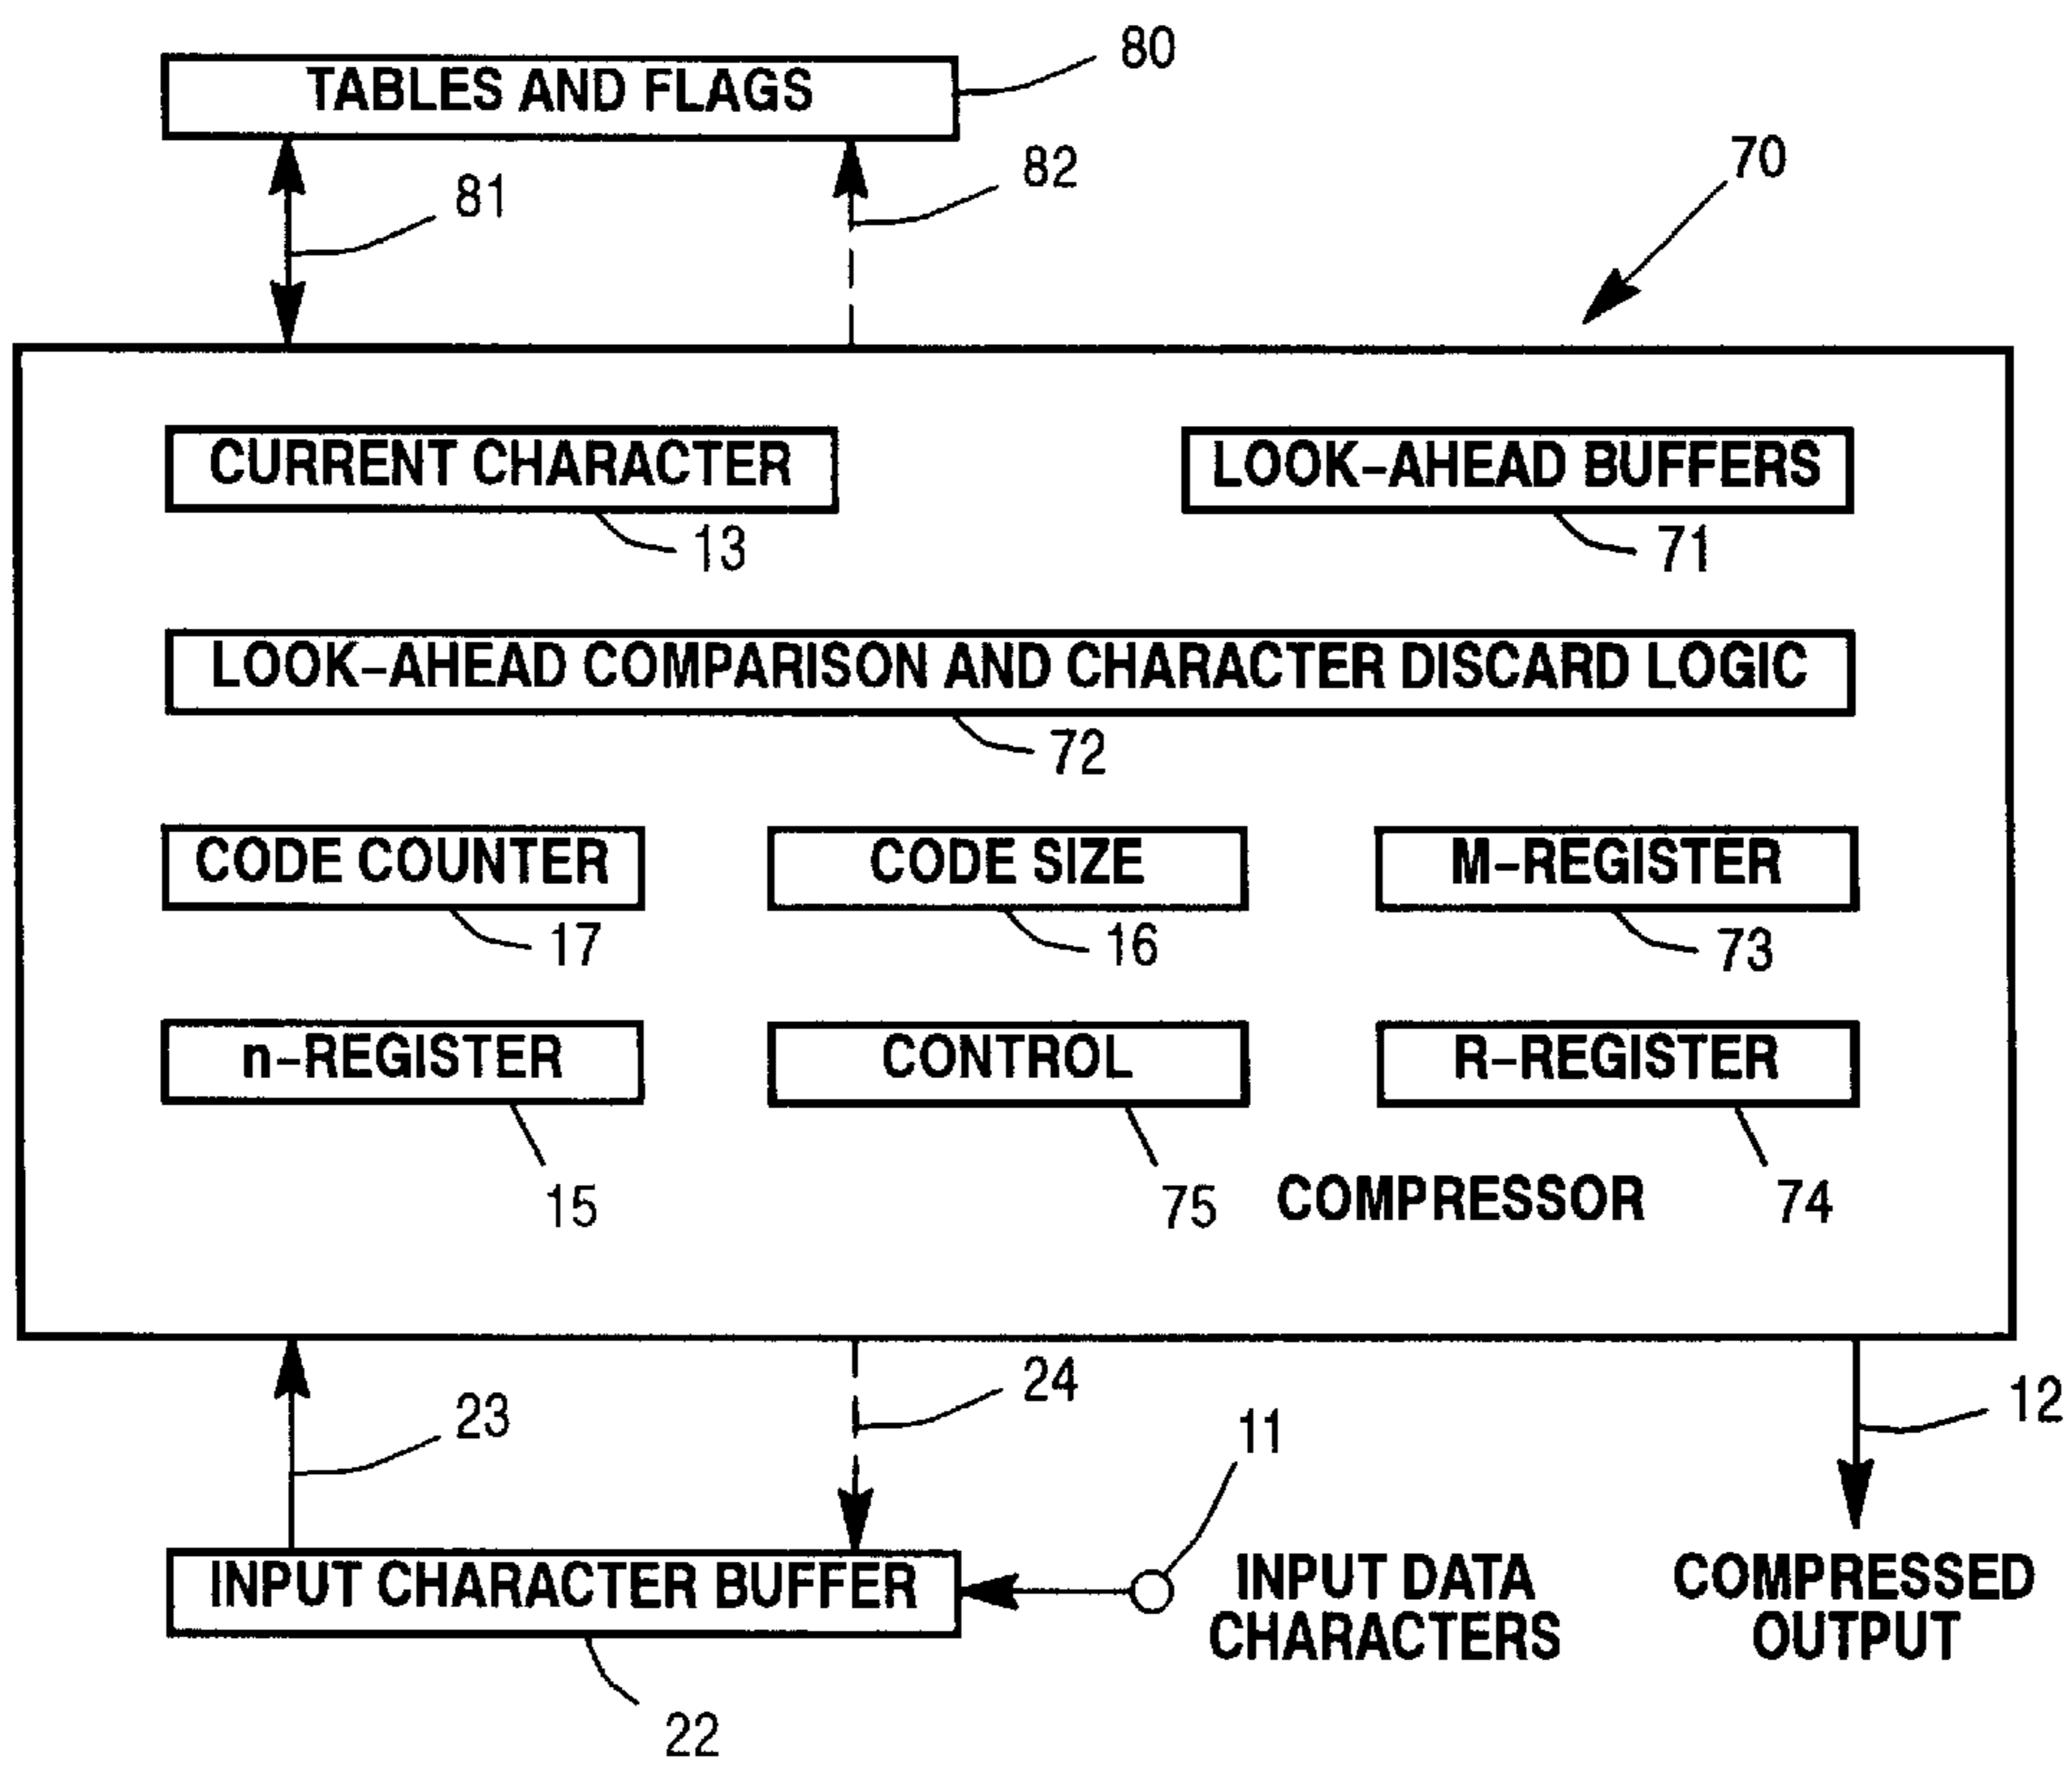 TABLES AND FLAGS
80
81
82
70
CURRENT CHARACTER
LOOK-AHEAD BUFFERS
13
71
LOOK-AHEAD COMPARISON AND CHARACTER DISCARD LOGIC
72
CODE COUNTER
CODE SIZE
M-REGISTER
17
16
73
n-REGISTER
CONTROL
R-REGISTER
15
75
COMPRESSOR
74
23
24
11
12
INPUT CHARACTER BUFFER
INPUT DATA
CHARACTERS
COMPRESSED
OUTPUT
22